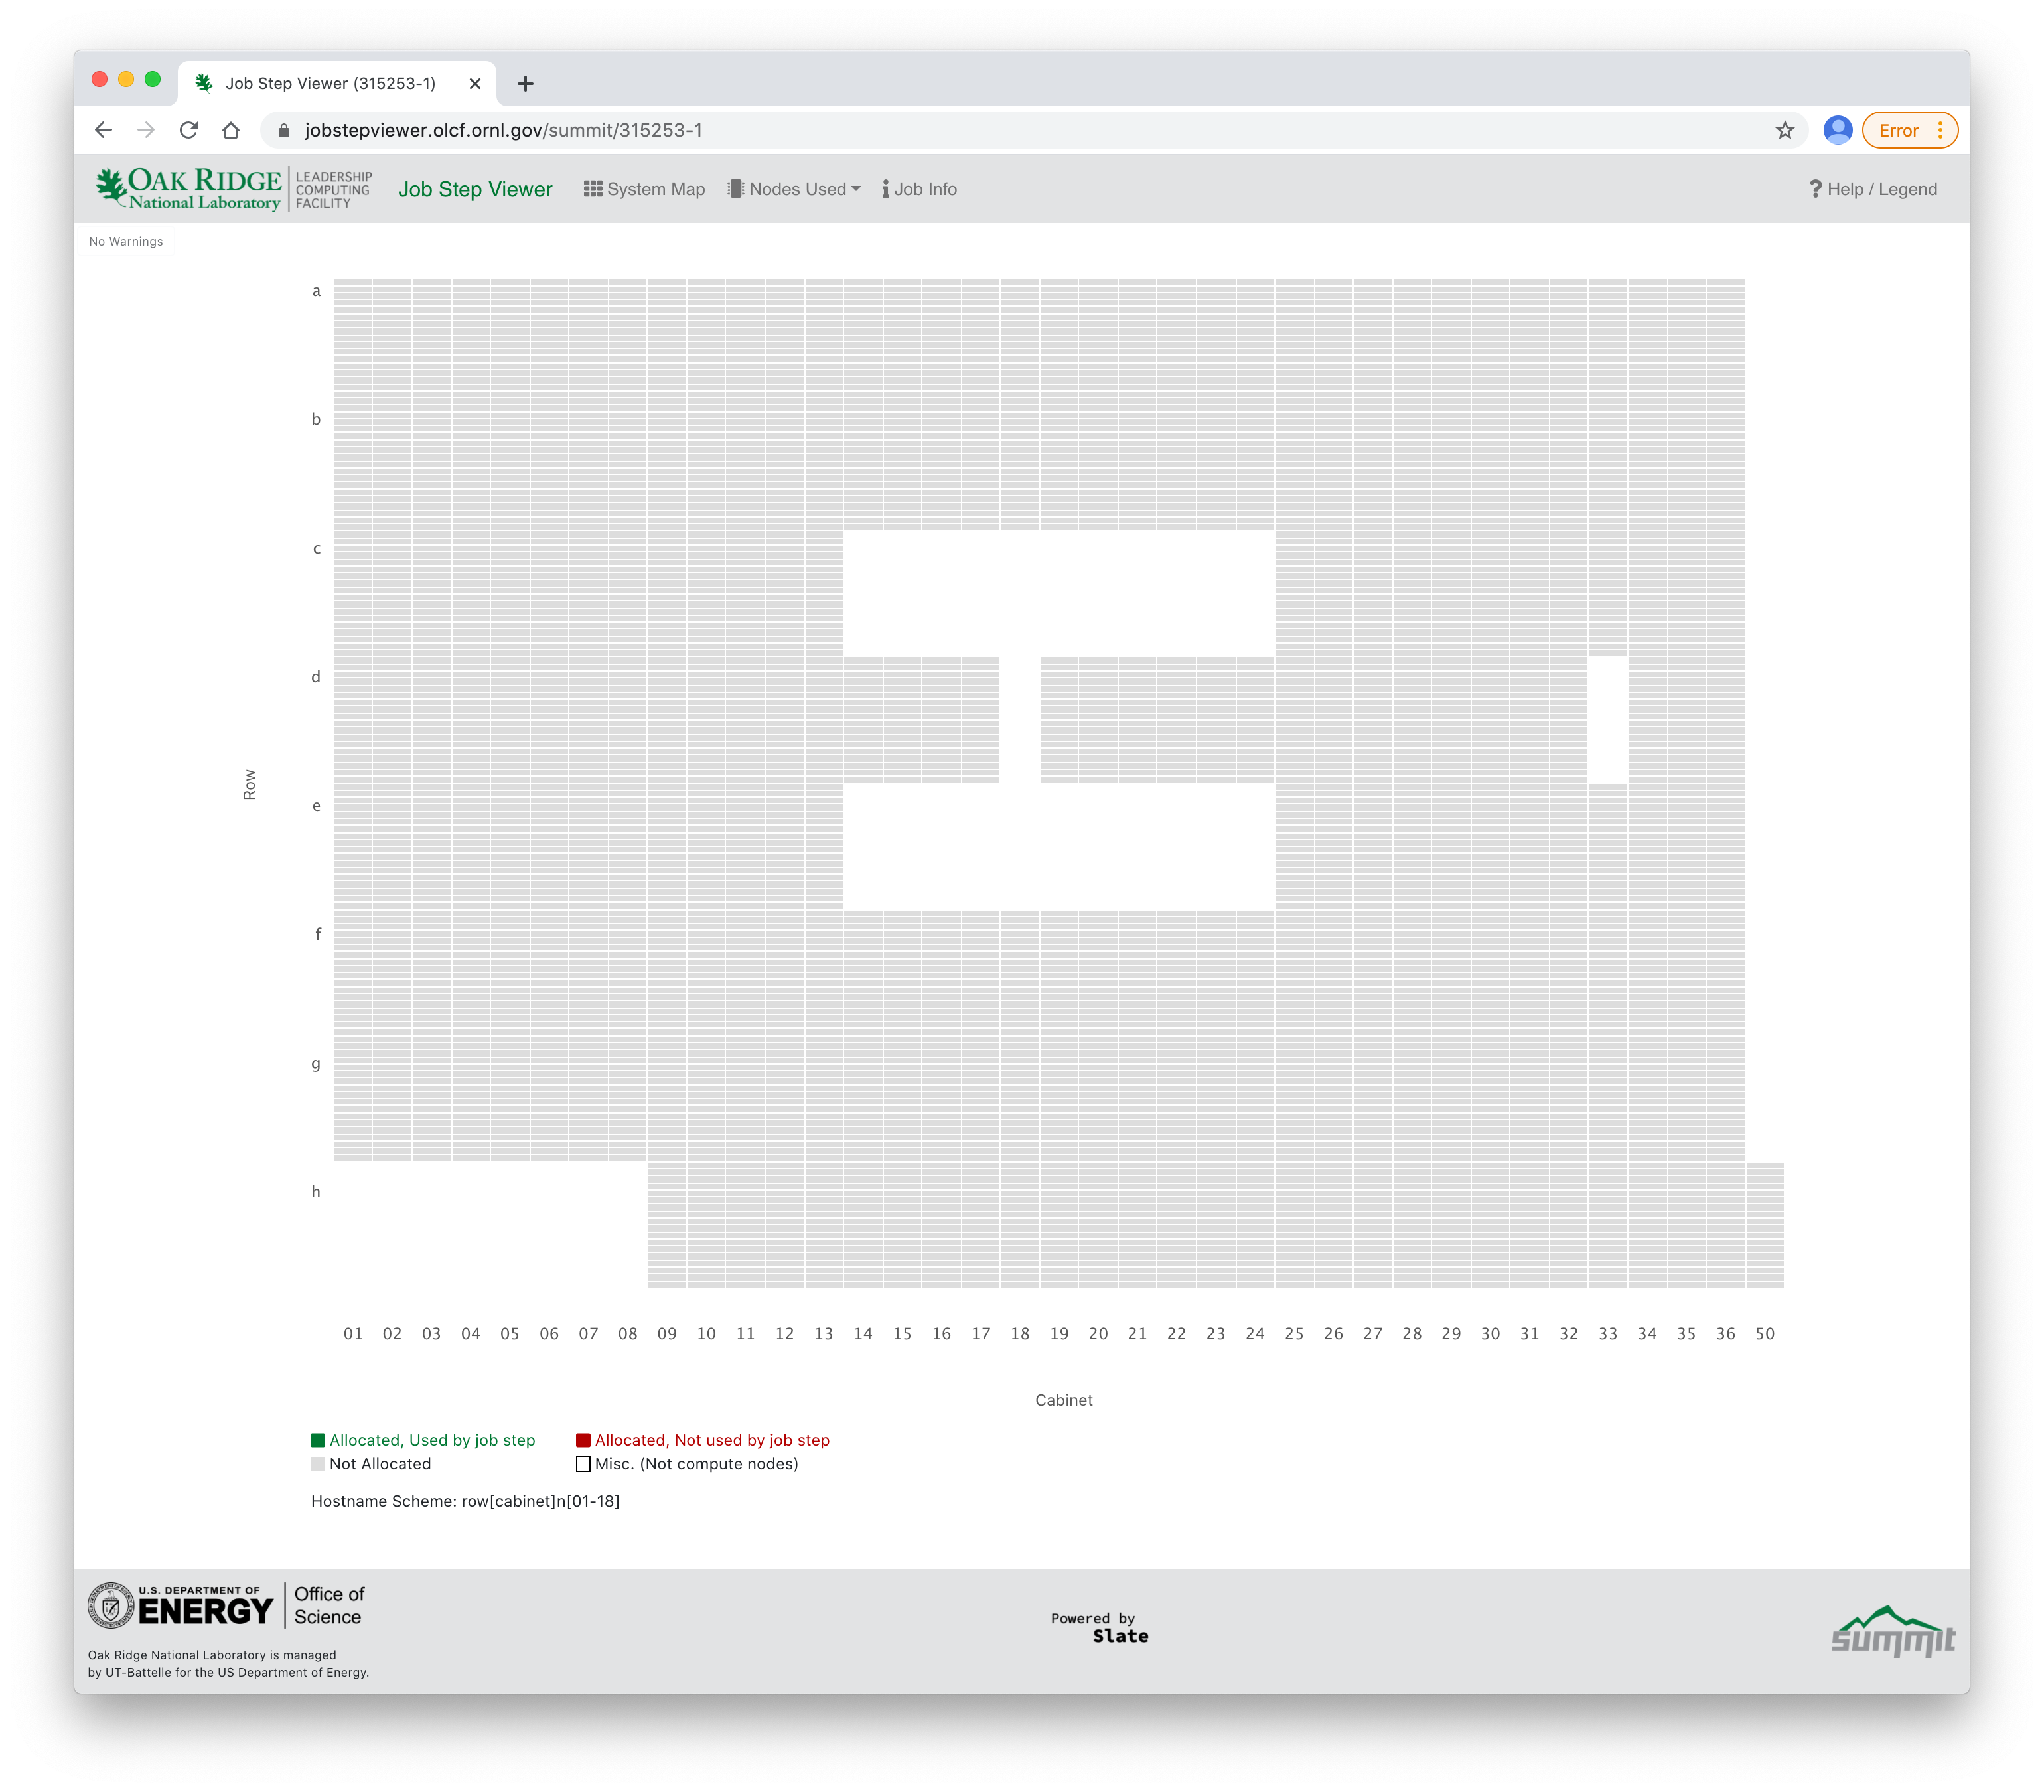 Job Step Viewer (315253-1)
jobstepviewer.olcf.ornl.gov/summit/315253-1
Error
OAK RIDGE
National Laboratory
LEADERSHIP
COMPUTING
FACILITY
Job Step Viewer
System Map
Nodes Used
Job Info
? Help / Legend
No Warnings
a
b
c
d
e
f
g
h
Row
01 02 03 04 05 06 07 08 09 10 11 12 13 14 15 16 17 18 19 20 21 22 23 24 25 26 27 28 29 30 31 32 33 34 35 36 50
Cabinet
Allocated, Used by job step
Allocated, Not used by job step
Not Allocated
Misc. (Not compute nodes)
Hostname Scheme: row[cabinet]n[01-18]
U.S. DEPARTMENT OF
ENERGY
Office of
Science
Oak Ridge National Laboratory is managed
by UT-Battelle for the US Department of Energy.
Powered by
Slate
summit